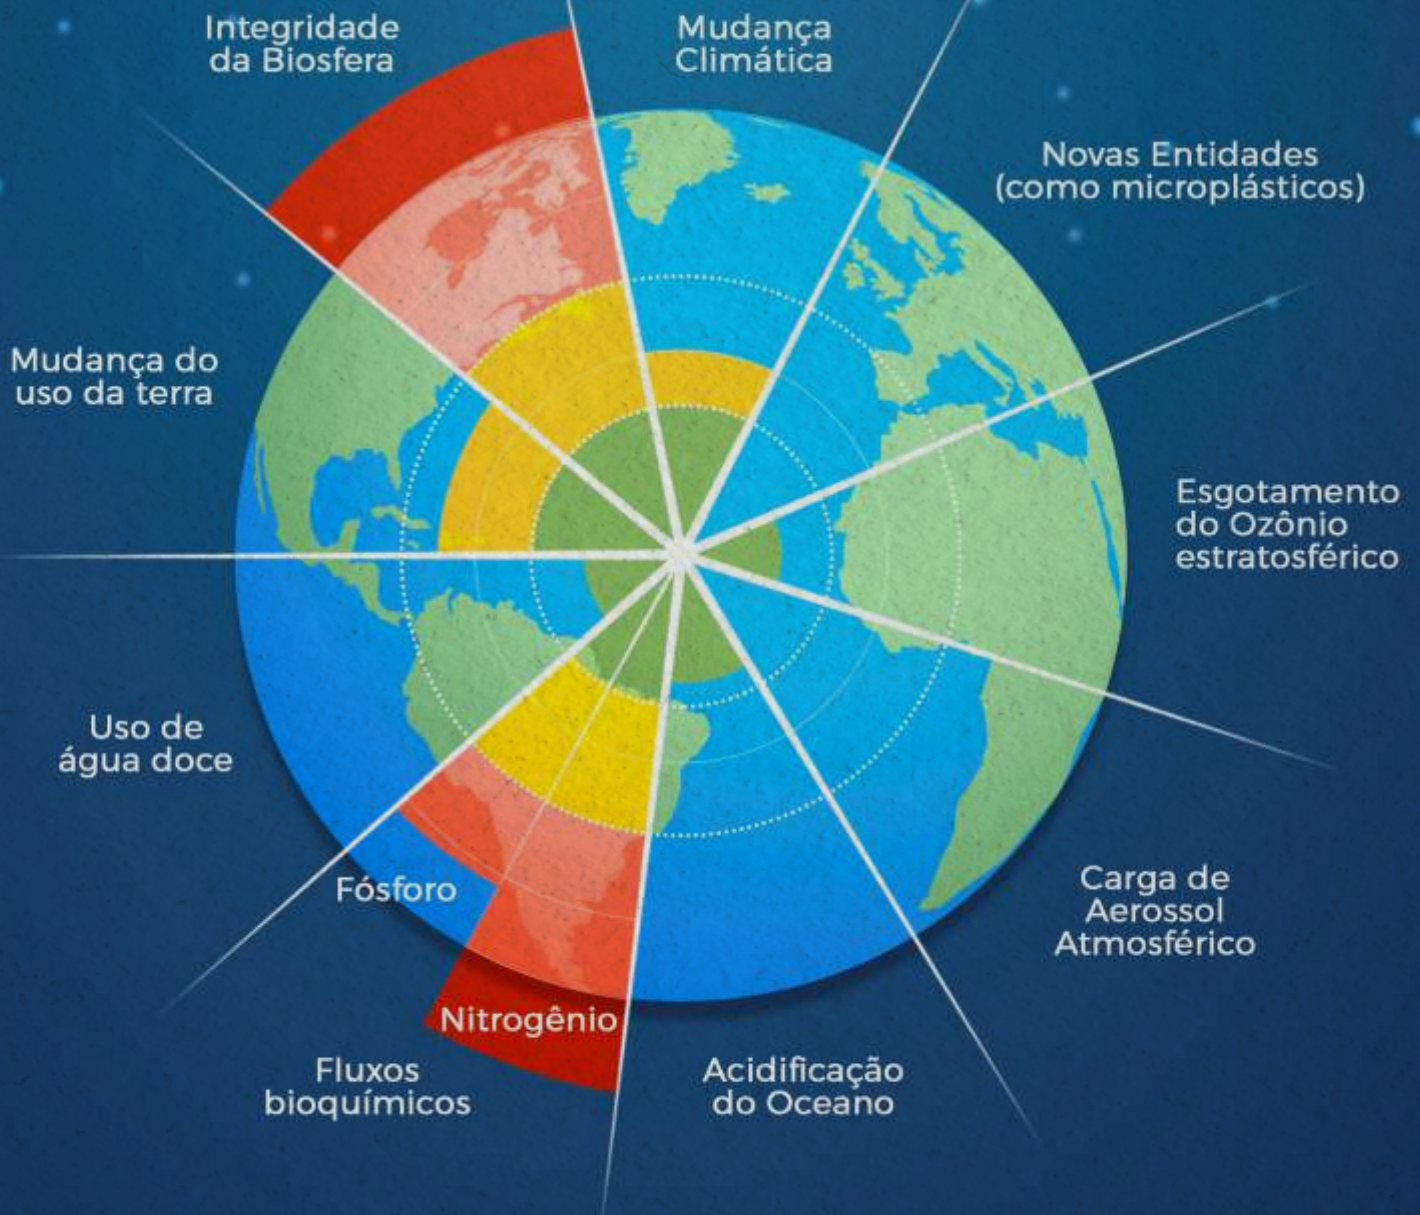 Integridade
da Biosfera
Mudança
Climática
Novas Entidades
(como microplásticos)
Mudança do
uso da terra
Esgotamento
do Ozônio
estratosférico
Uso de
água doce
Fósforo
Carga de
Aerossol
Atmosférico
Nitrogênio
Fluxos
bioquímicos
Acidificação
do Oceano